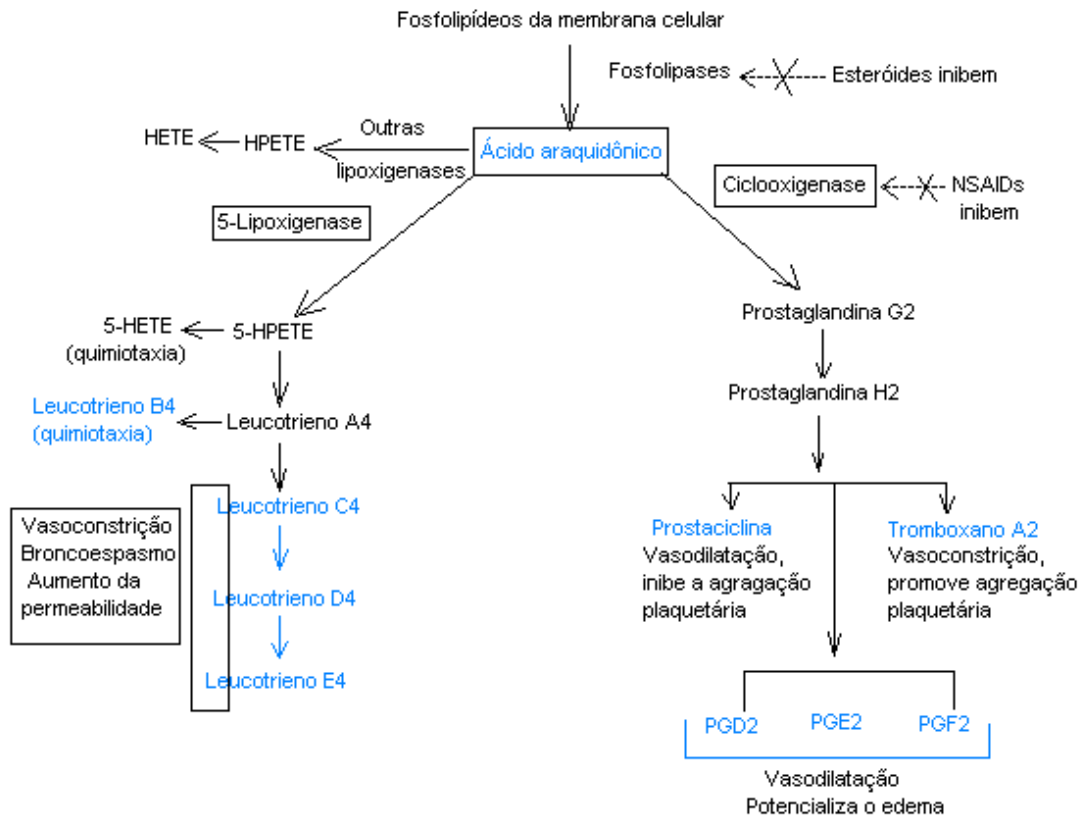 Fosfolipídeos da membrana celular
Fosfolipases
Esteróides inibem
HETE
HPETE
Outras
lipoxigenases
Ácido araquidônico
Ciclooxigenase
NSAIDs
inibem
5-Lipoxigenase
5-HETE
(quimiotaxia)
5-HPETE
Prostaglandina G2
Leucotrieno B4
(quimiotaxia)
Leucotrieno A4
Prostaglandina H2
Vasoconstrição
Broncoespasmo
Aumento da
permeabilidade
Leucotrieno C4
Leucotrieno D4
Leucotrieno E4
Prostaciclina
Vasodilatação,
inibe a agragação
plaquetária
Tromboxano A2
Vasoconstrição,
promove agregação
plaquetária
PGD2
PGE2
PGF2
Vasodilatação
Potencializa o edema